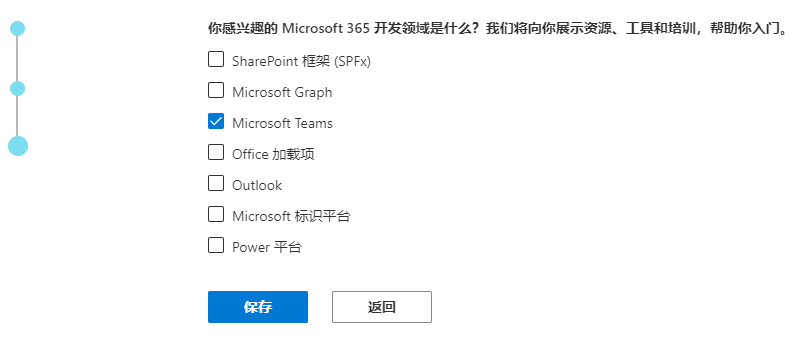 你感兴趣的 Microsoft 365 开发领域是什么？我们将向你展示资源、工具和培训，帮助你入门。
SharePoint 框架 (SPFx)
Microsoft Graph
Microsoft Teams
Office 加载项
Outlook
Microsoft 标识平台
Power 平台
保存 返回